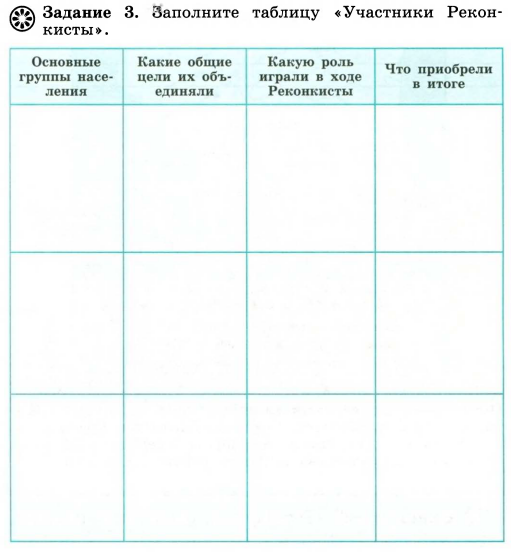 Задание 3. Заполните таблицу «Участники Рекон-
кисты».
Основные
группы насе-
ления
Какие общие
цели их объ-
единяли
Какую роль
играли в ходе
Реконкисты
Что приобрели
в итоге